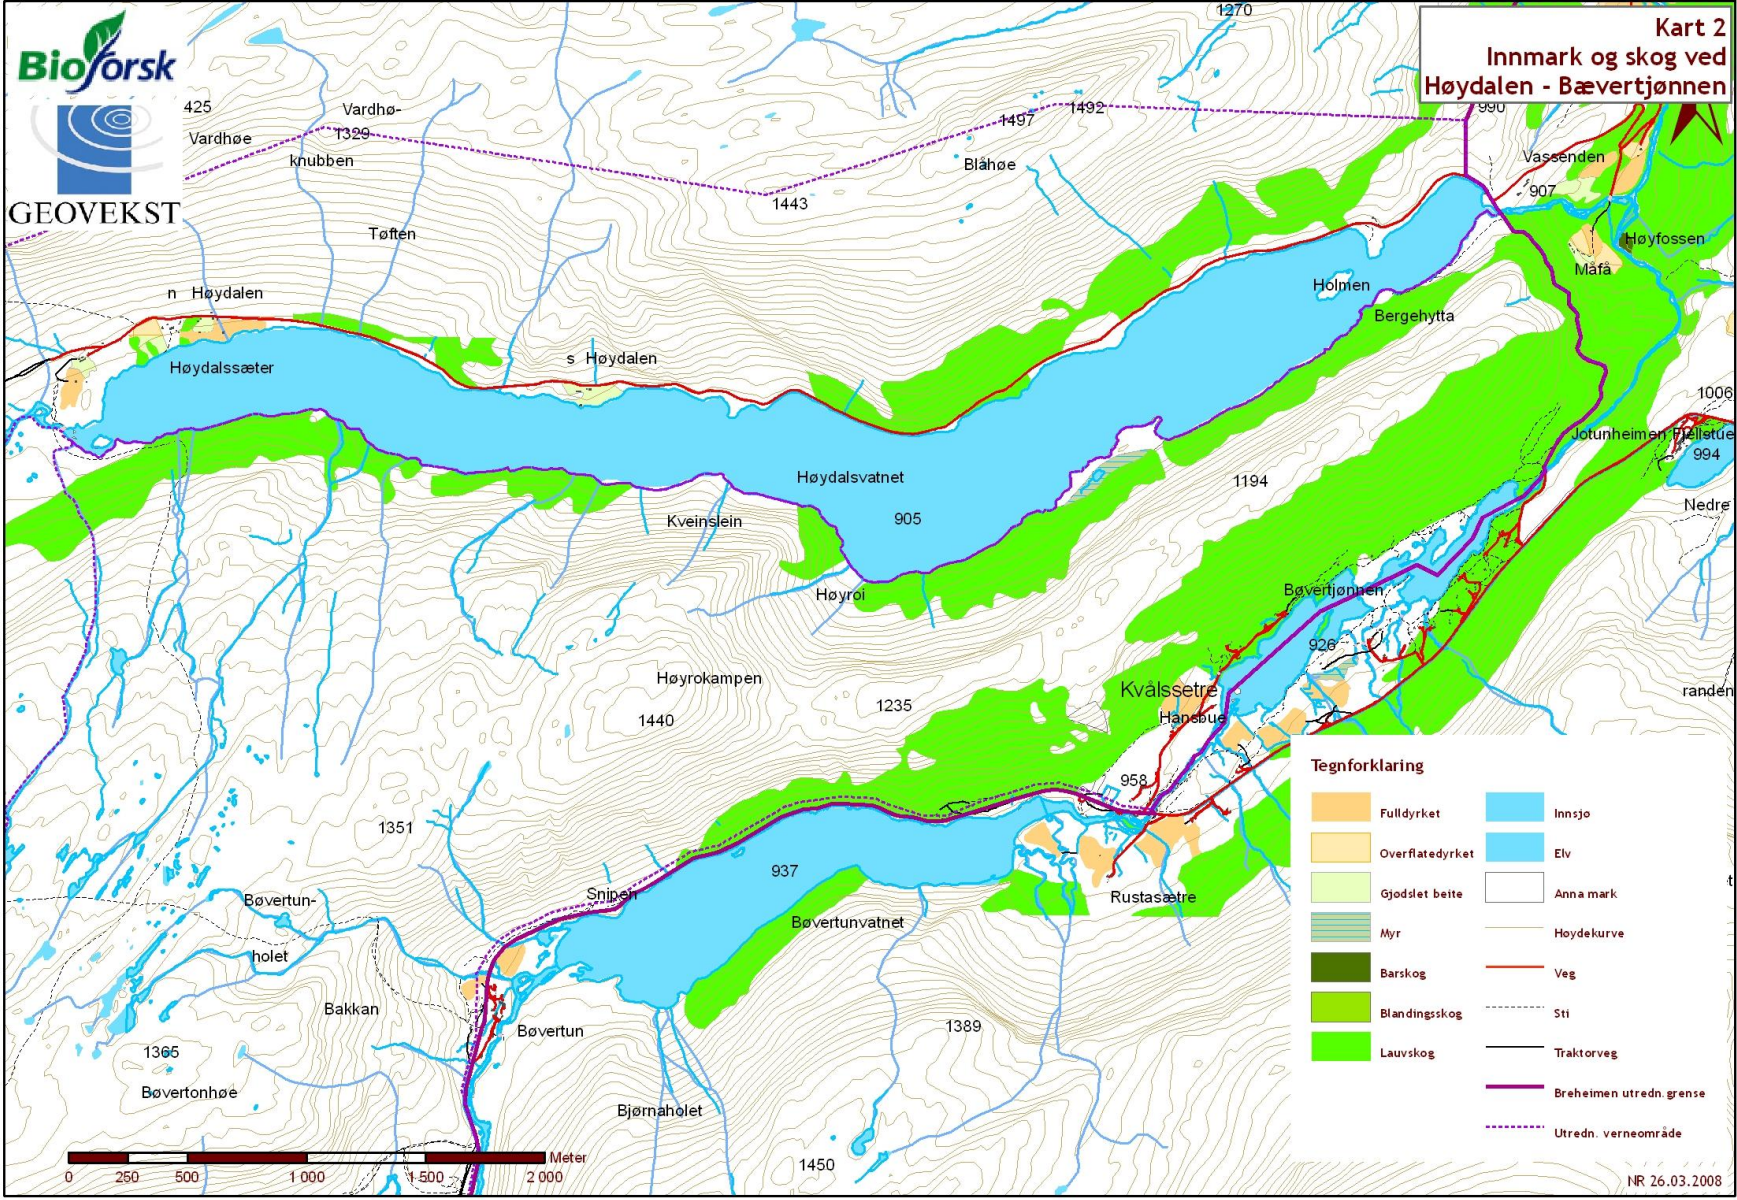 Bioforsk
GEOVEKST
Kart 2
Innmark og skog ved
Høydalen - Bævertjønnen
1270
425
Vardhø-
1329
knubben
Vardhøe
1497
1492
990
Blåhøe
Vassenden
907
1443
Tøften
Høyfossen
Måfå
n Høydalen
Holmen
Bergehytta
s Høydalen
Høydalssæter
1006
Jotunheimen Fjellstue
994
Høydalsvatnet
1194
Nedre
905
Kveinslein
Høyroi
Bøvertjønnen
926
Høyrokampen
Kvålssetre
randen
1440
1235
Hansbue
958
1351
937
Snipen
Bøvertun-
holet
Bøvertunvatnet
Rustasætre
Bakkan
Bøvertun
1389
1365
Bøvertonhøe
Bjørnaholet
1450
Tegnforklaring
Fulldyrket
Overflatedyrket
Gjødslet beite
Myr
Barskog
Blandingsskog
Lauvskog
Innsjø
Elv
Anna mark
Høydekurve
Veg
Sti
Traktorveg
Breheimen utredn.grense
Utredn. verneområde
0 250 500 1 000 1 500 2 000
Meter
NR 26.03.2008